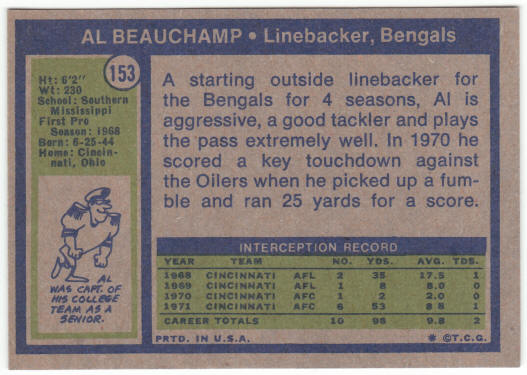 AL BEAUCHAMP • Linebacker, Bengals
153
Ht: 6'2"
Wt: 230
School: Southern
Mississippi
First Pro
Season: 1968
Born: 6-25-44
Home: Cincin-
nati, Ohio
AL
WAS CAPT. OF
HIS COLLEGE
TEAM AS A
SENIOR.
A starting outside linebacker for
the Bengals for 4 seasons, Al is
aggressive, a good tackler and plays
the pass extremely well. In 1970 he
scored a key touchdown against
the Oilers when he picked up a fum-
ble and ran 25 yards for a score.
INTERCEPTION RECORD
YEAR TEAM NO. YDS. AVG. TDS.
1968 CINCINNATI AFL 2 35 17.5 1
1969 CINCINNATI AFL 1 8 8.0 0
1970 CINCINNATI AFC 1 2 2.0 0
1971 CINCINNATI AFC 6 53 8.8 1
CAREER TOTALS 10 98 9.8 2
PRTD. IN U.S.A. * ©T.C.G.